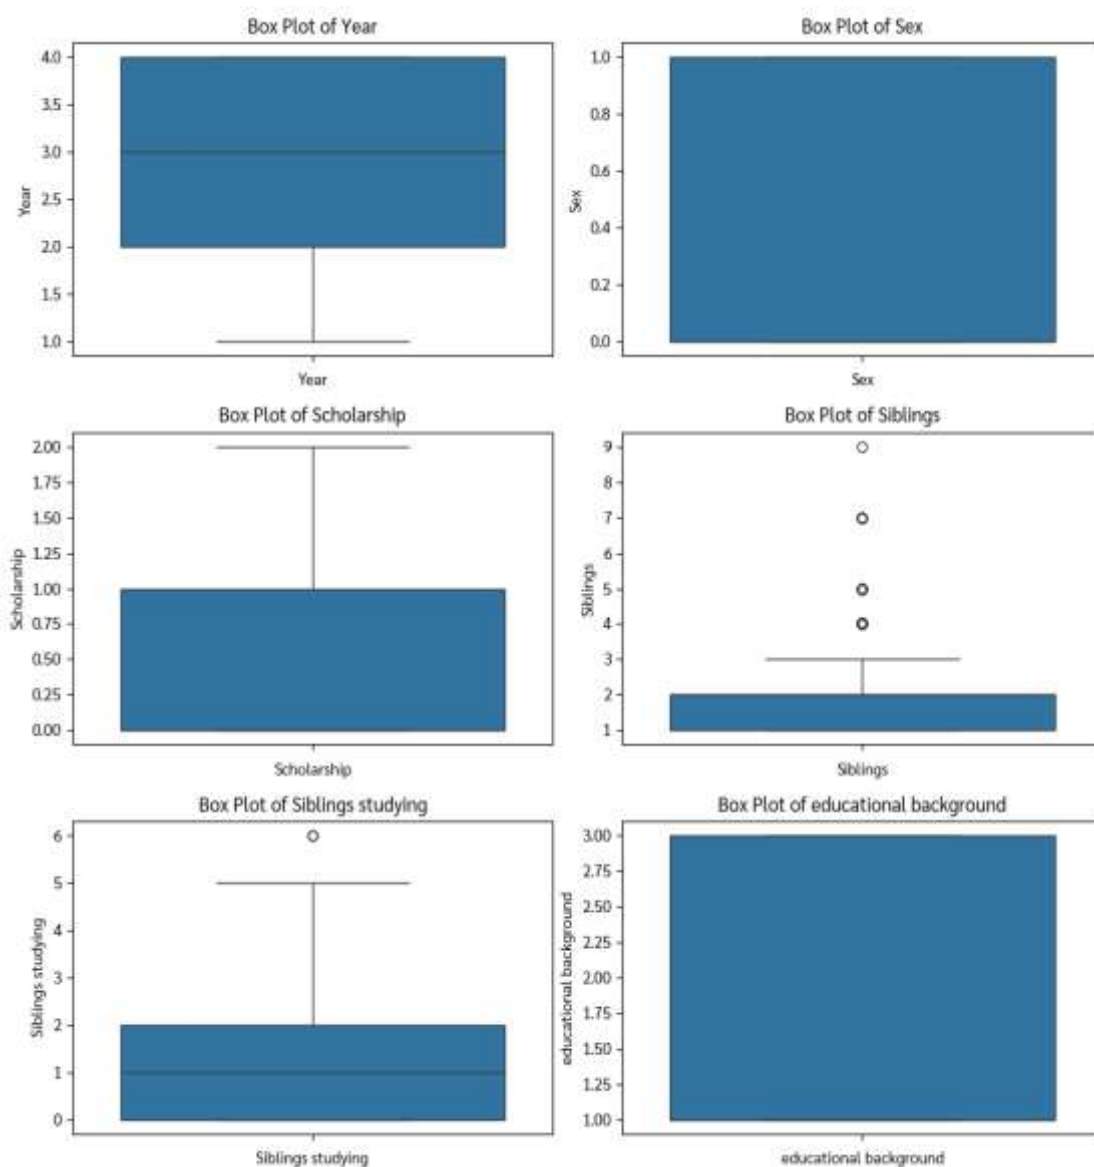 Box Plot of Year
4.0
3.5
3.0
2.5
2.0
1.5
1.0
Year
Year
Box Plot of Sex
1.0
0.8
0.6
0.4
0.2
0.0
Sex
Sex
Box Plot of Scholarship
2.00
1.75
1.50
1.25
1.00
0.75
0.50
0.25
0.00
Scholarship
Scholarship
Box Plot of Siblings
9
8
7
6
5
4
3
2
1
Siblings
Siblings
Box Plot of Siblings studying
6
5
4
3
2
1
0
Siblings studying
Siblings studying
Box Plot of educational background
3.00
2.75
2.50
2.25
2.00
1.75
1.50
1.25
1.00
educational background
educational background